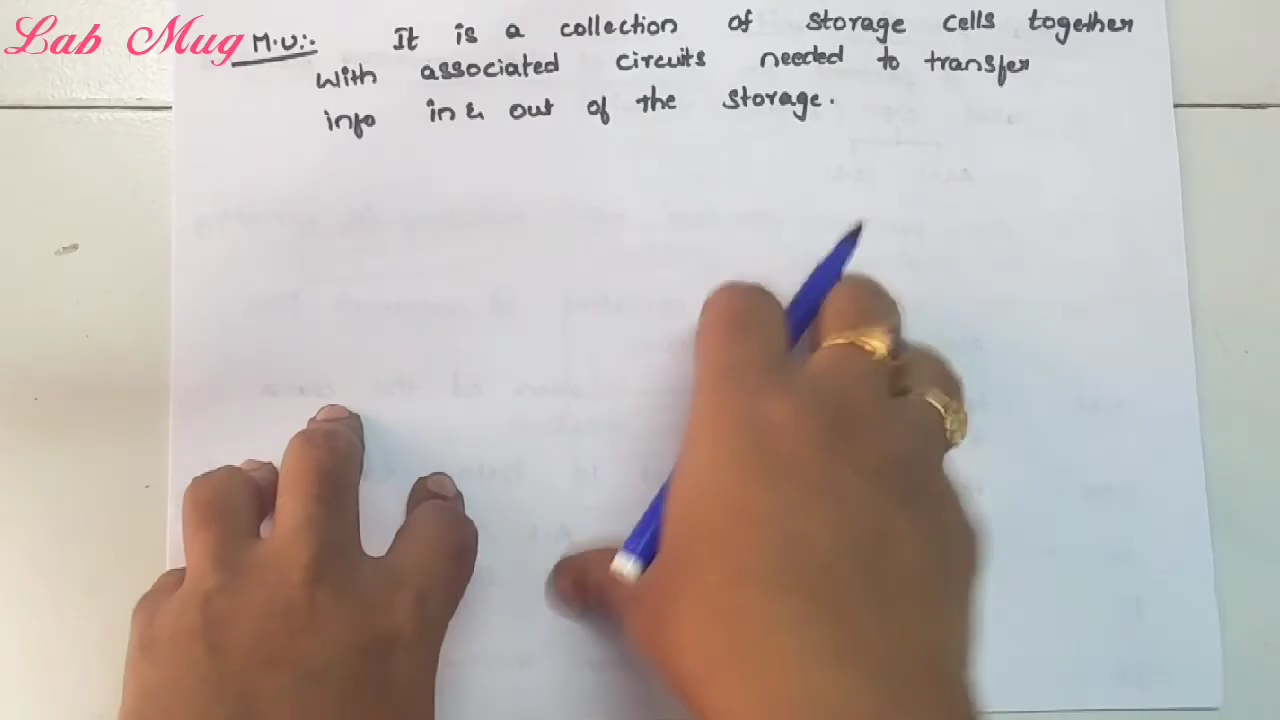 Lab Mug
M.U:- It is a collection of storage cells together
with associated circuits needed to transfer
info in & out of the storage.